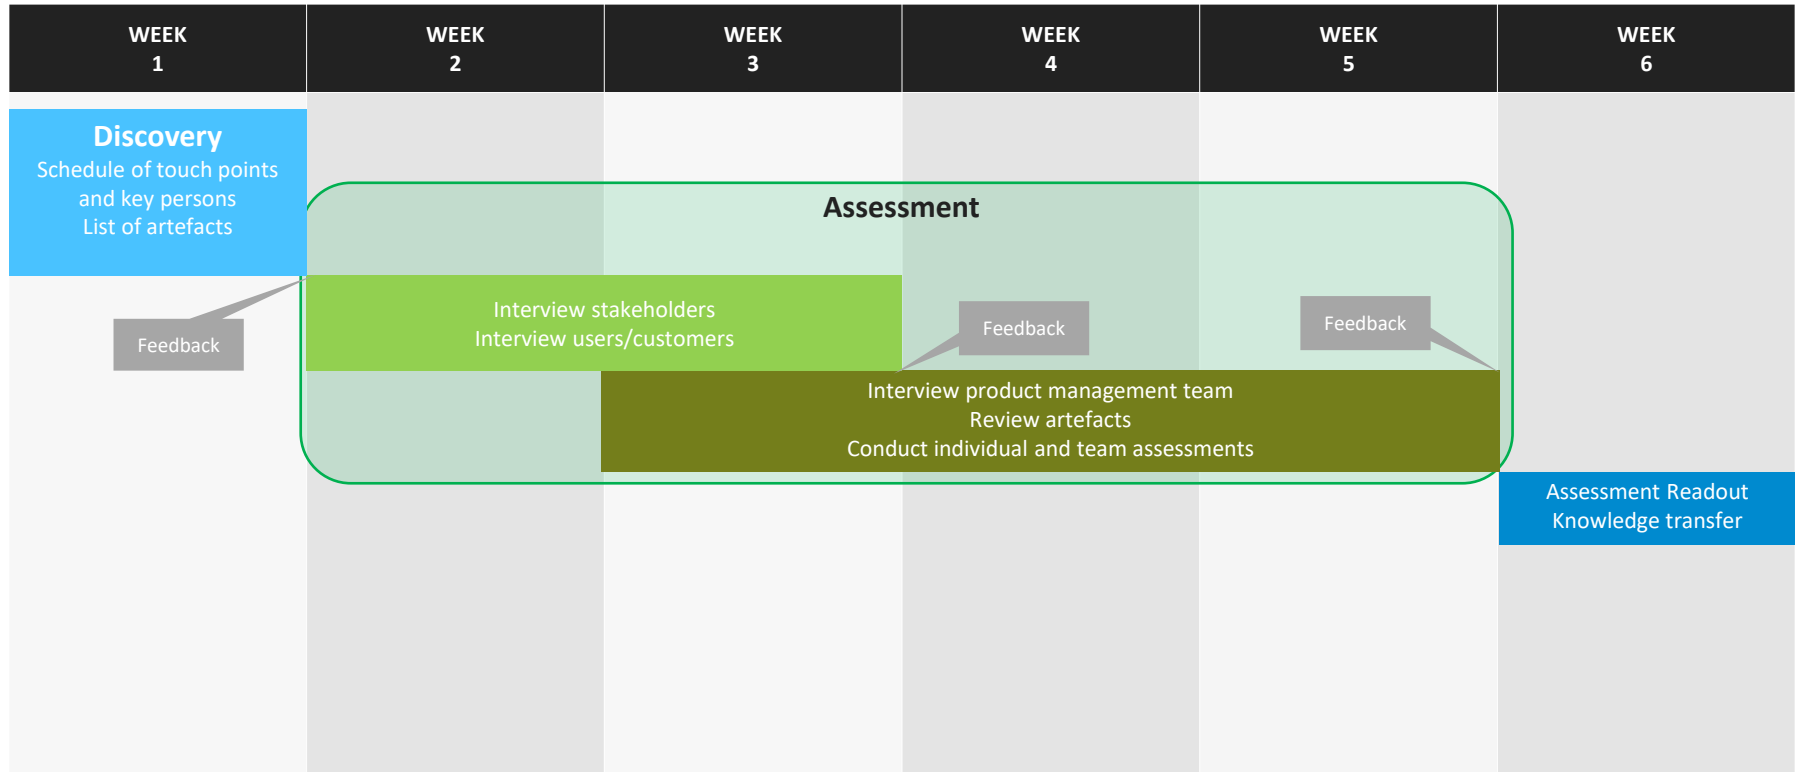 WEEK
1
WEEK
2
WEEK
3
WEEK
4
WEEK
5
WEEK
6
Discovery
Schedule of touch points
and key persons
List of artefacts
Assessment
Feedback
Interview stakeholders
Interview users/customers
Feedback
Feedback
Interview product management team
Review artefacts
Conduct individual and team assessments
Assessment Readout
Knowledge transfer